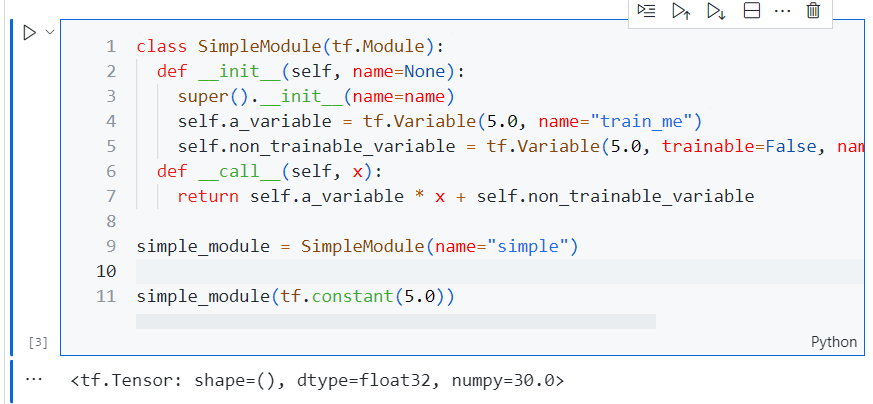 1 class SimpleModule(tf.Module):
2   def __init__(self, name=None):
3     super().__init__(name=name)
4     self.a_variable = tf.Variable(5.0, name="train_me")
5     self.non_trainable_variable = tf.Variable(5.0, trainable=False, nam
6   def __call__(self, x):
7     return self.a_variable * x + self.non_trainable_variable
8
9 simple_module = SimpleModule(name="simple")
10
11 simple_module(tf.constant(5.0))
[3] Python
... <tf.Tensor: shape=(), dtype=float32, numpy=30.0>